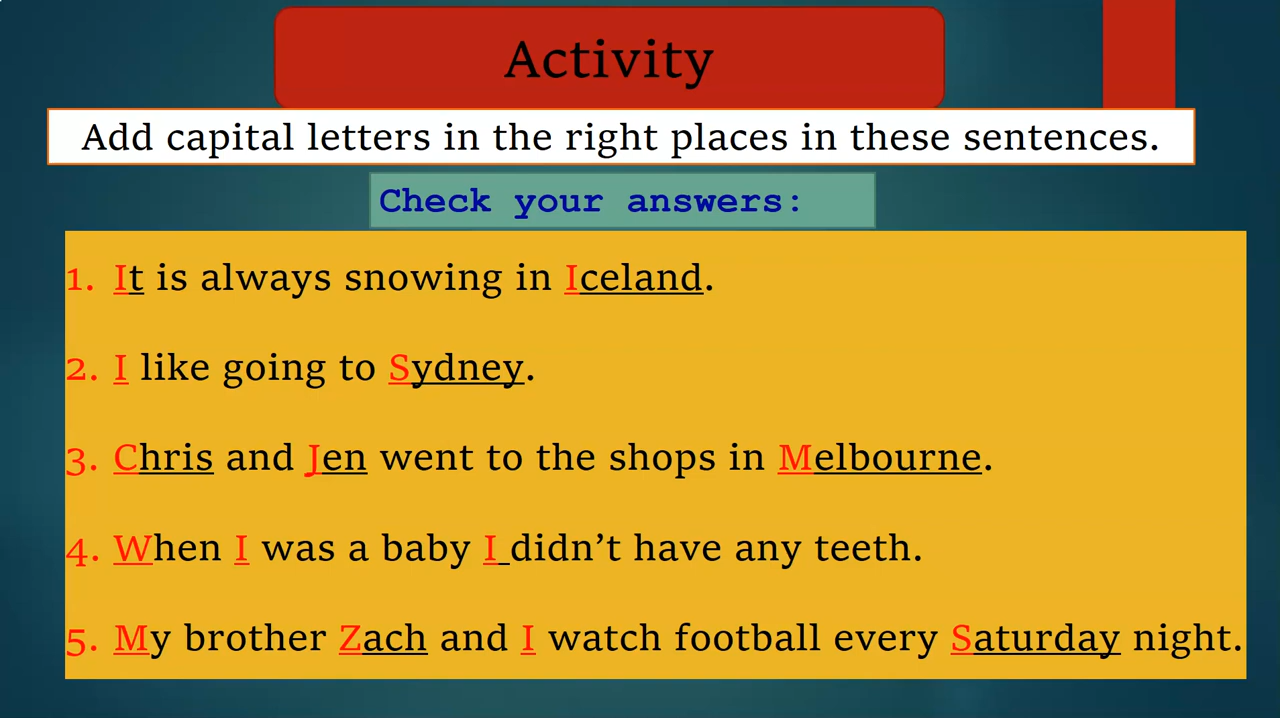 Activity
Add capital letters in the right places in these sentences.
Check your answers:
1. It is always snowing in Iceland.
2. I like going to Sydney.
3. Chris and Jen went to the shops in Melbourne.
4. When I was a baby I didn’t have any teeth.
5. My brother Zach and I watch football every Saturday night.